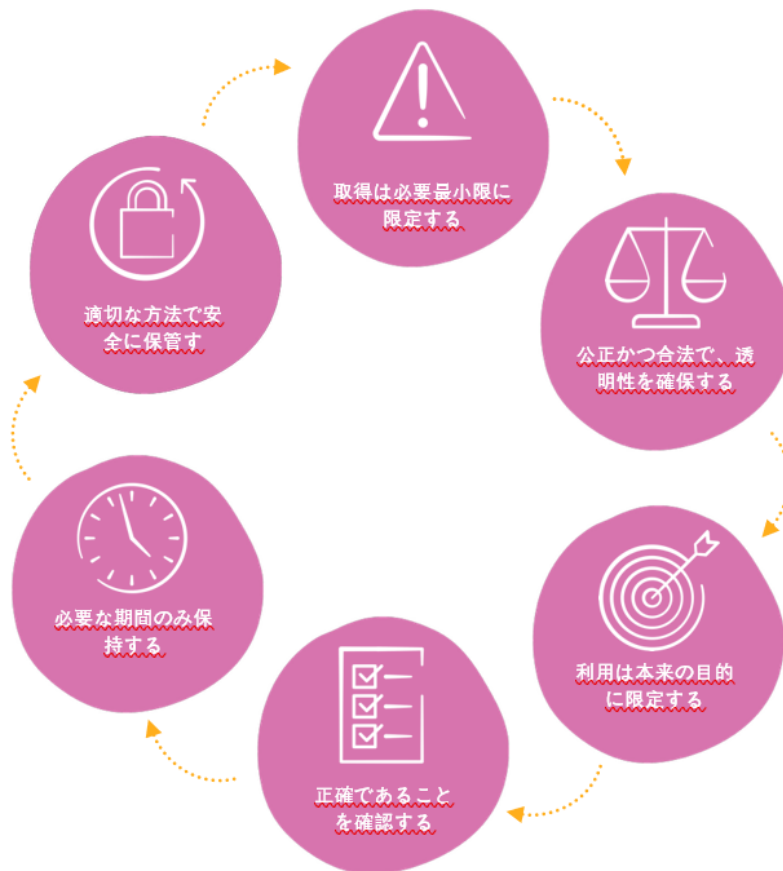 取得は必要最小限に
限定する
公正かつ合法で、透
明性を確保する
利用は本来の目的
に限定する
正確であること
を確認する
必要な期間のみ保
持する
適切な方法で安
全に保管す